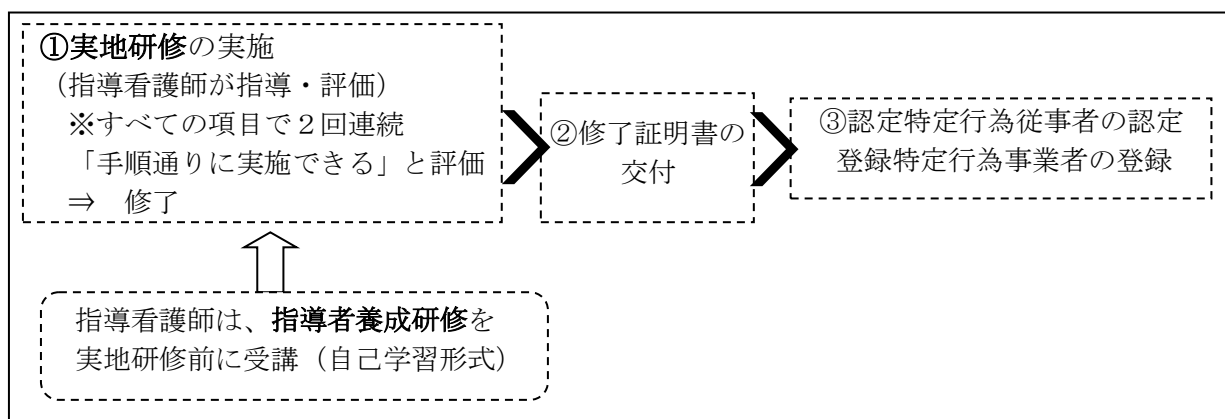 ①実地研修の実施
（指導看護師が指導・評価）
※すべての項目で２回連続
「手順通りに実施できる」と評価
⇒　修了
②修了証明書の
交付
③認定特定行為従事者の認定
登録特定行為事業者の登録
指導看護師は、指導者養成研修を
実地研修前に受講（自己学習形式）